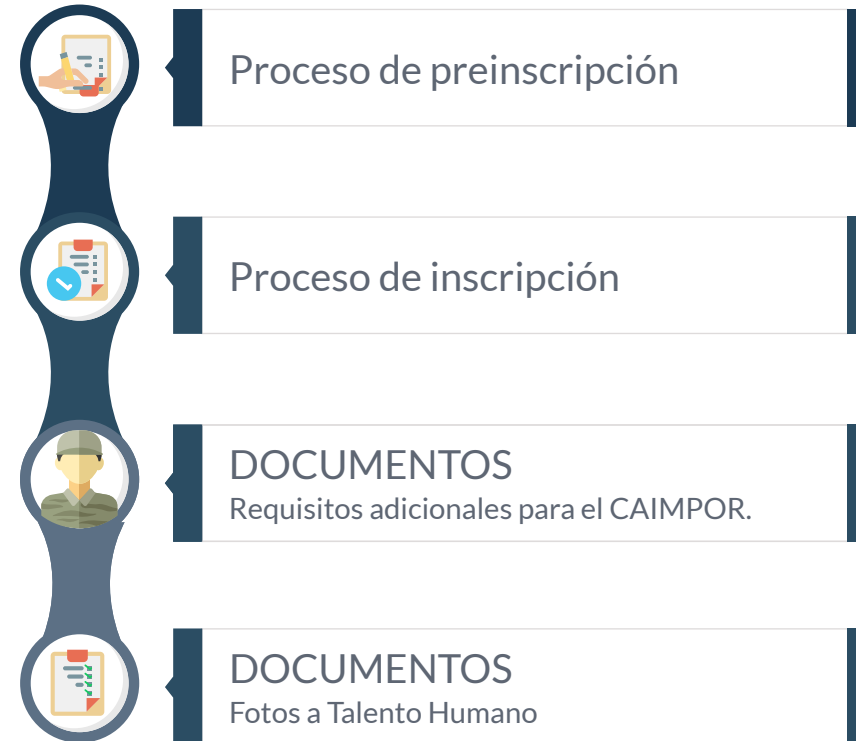 Proceso de preinscripción
Proceso de inscripción
DOCUMENTOS
Requisitos adicionales para el CAIMPOR.
DOCUMENTOS
Fotos a Talento Humano